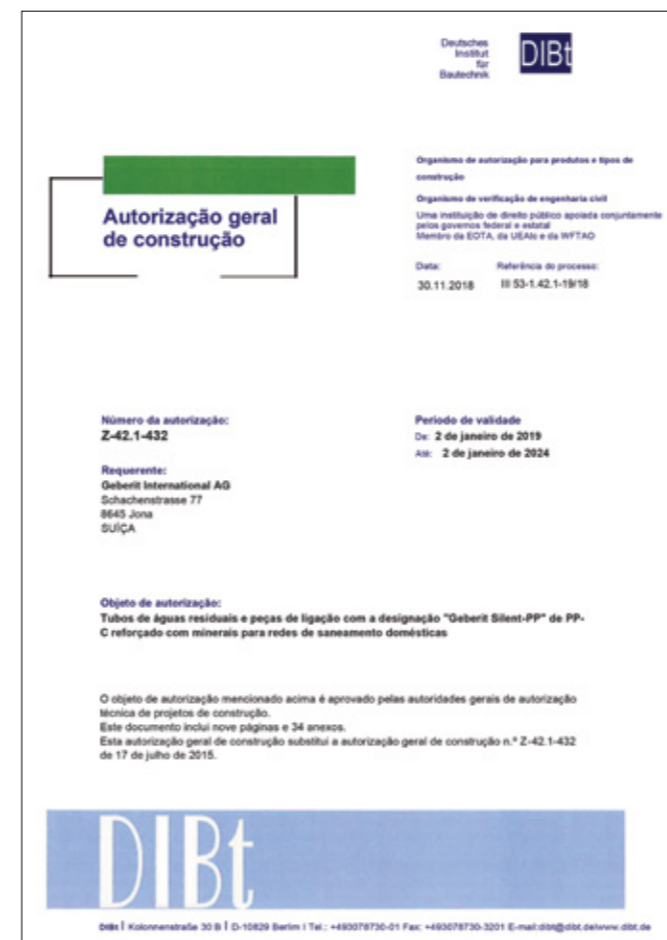 Deutsches
Institut
für
Bautechnik
DIBt
Organismo de autorização para produtos e tipos de
construção
Organismo de verificação de engenharia civil
Uma instituição de direito público apoiada conjuntamente
pelos governos federal e estatal
Membro da EOTA, da UEAtc e da WFTAO
Data: Referência do processo:
30.11.2018 III 53-1.42.1-19/18
Autorização geral
de construção
Número da autorização:
Z-42.1-432
Requerente:
Geberit International AG
Schachenstrasse 77
8645 Jona
SUÍÇA
Período de validade
De: 2 de janeiro de 2019
Até: 2 de janeiro de 2024
Objeto de autorização:
Tubos de águas residuais e peças de ligação com a designação "Geberit Silent-PP" de PP-
C reforçado com minerais para redes de saneamento domésticas
O objeto de autorização mencionado acima é aprovado pelas autoridades gerais de autorização
técnica de projetos de construção.
Este documento inclui nove páginas e 34 anexos.
Esta autorização geral de construção substitui a autorização geral de construção n.º Z-42.1-432
de 17 de julho de 2015.
DIBt
DIBt | Kolonnenstraße 30 B | D-10829 Berlim | Tel.: +493078730-01 Fax: +493078730-3201 E-mail:dibt@dibt.de/www.dibt.de